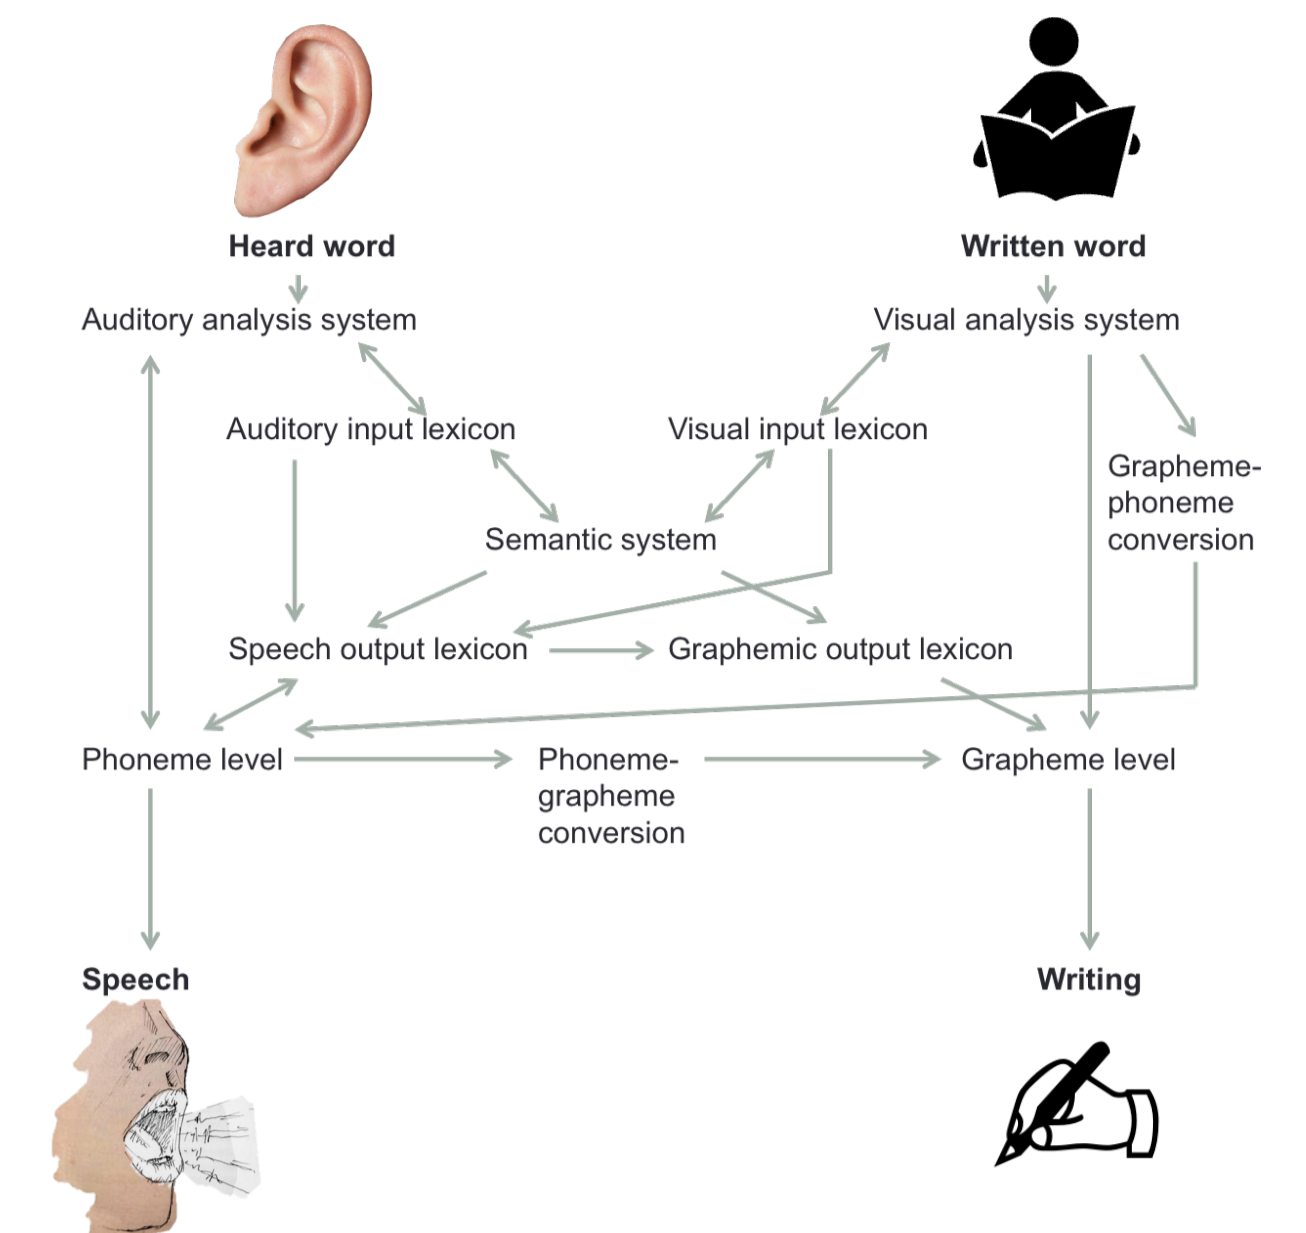 Heard word
Written word
Auditory analysis system
Visual analysis system
Auditory input lexicon
Visual input lexicon
Grapheme-
phoneme
conversion
Semantic system
Speech output lexicon
Graphemic output lexicon
Phoneme level
Phoneme-
grapheme
conversion
Grapheme level
Speech
Writing